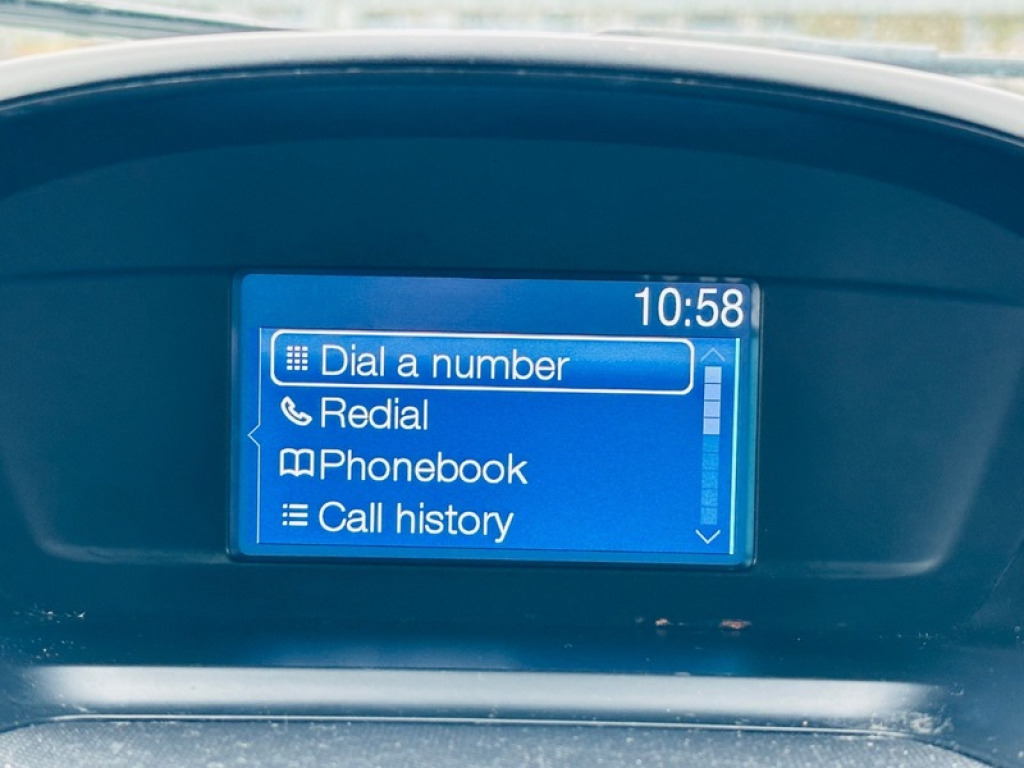 10:58
Dial a number
Redial
Phonebook
Call history